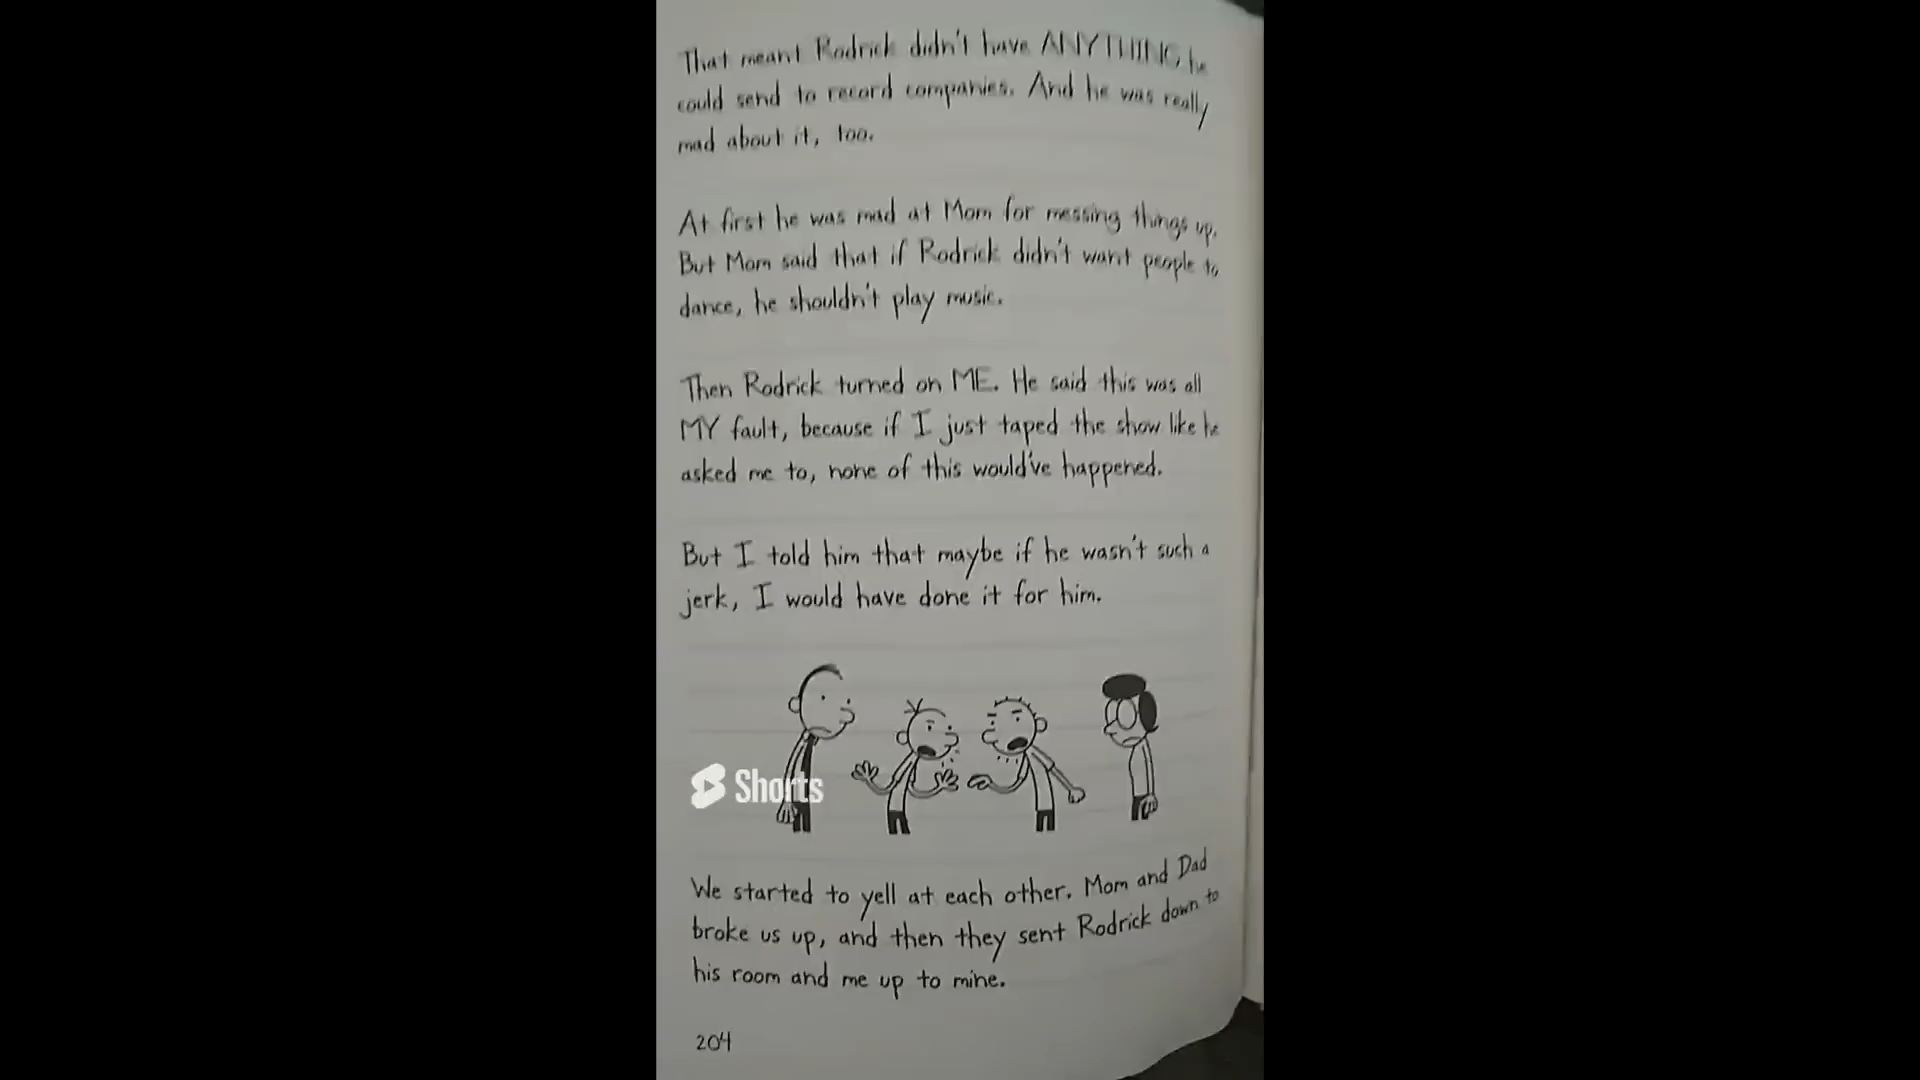 That meant Rodrick didn't have ANYTHING he
could send to record companies. And he was really
mad about it, too.
At first he was mad at Mom for messing things up.
But Mom said that if Rodrick didn't want people to
dance, he shouldn't play music.
Then Rodrick turned on ME. He said this was all
MY fault, because if I just taped the show like he
asked me to, none of this would've happened.
But I told him that maybe if he wasn't such a
jerk, I would have done it for him.
Shorts
We started to yell at each other. Mom and Dad
broke us up, and then they sent Rodrick down to
his room and me up to mine.
204